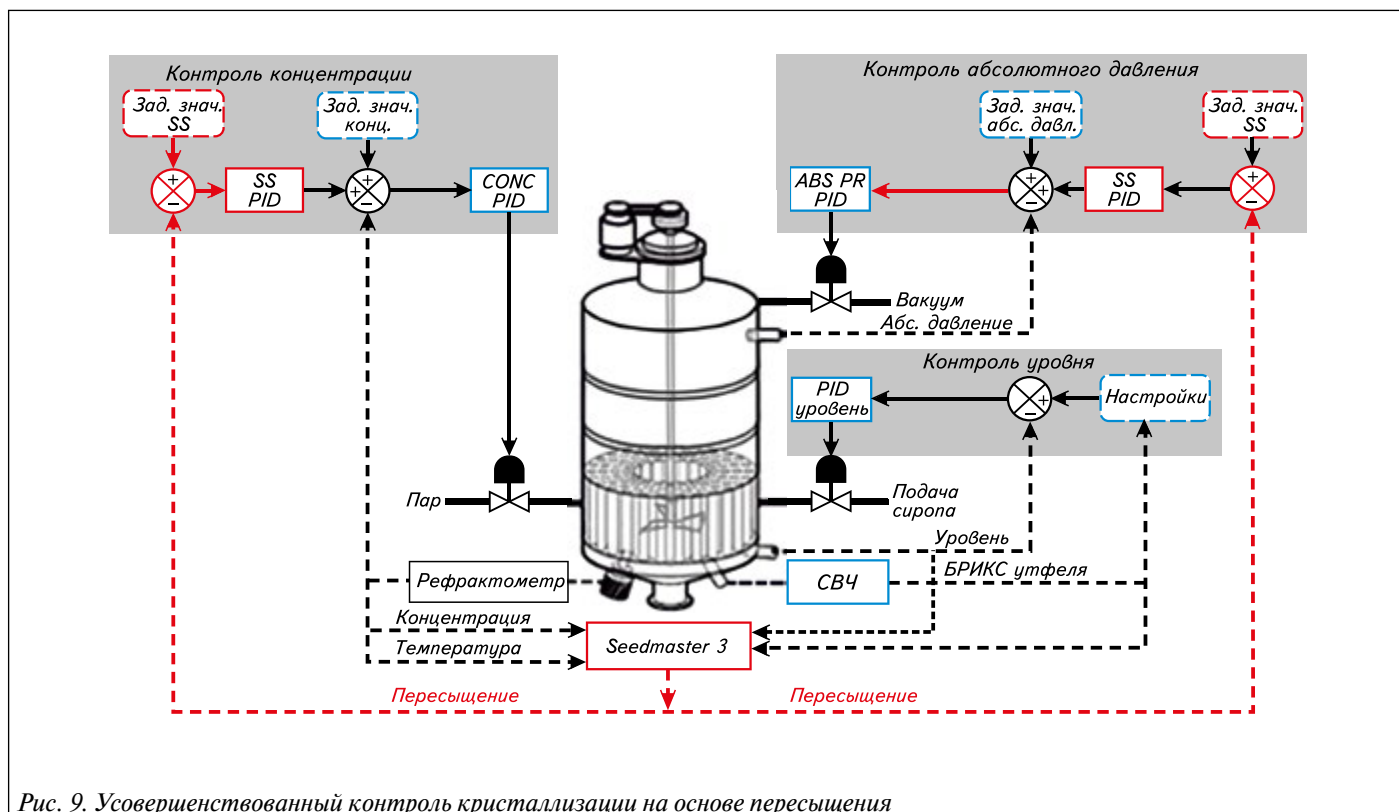 Контроль концентрации
Зад. знач.
SS
Зад. знач.
конц.
+
−
SS
PID
+
+
−
CONC
PID
Контроль абсолютного давления
Зад. знач.
абс. давл.
Зад. знач.
SS
ABS PR
PID
+
+
−
SS
PID
+
−
Вакуум
Абс. давление
Контроль уровня
PID
уровень
+
−
Настройки
Пар
Подача
сиропа
Уровень
Рефрактометр
СВЧ
БРИКС утфеля
Концентрация
Температура
Seedmaster 3
Пересыщение
Пересыщение
Рис. 9. Усовершенствованный контроль кристаллизации на основе пересыщения